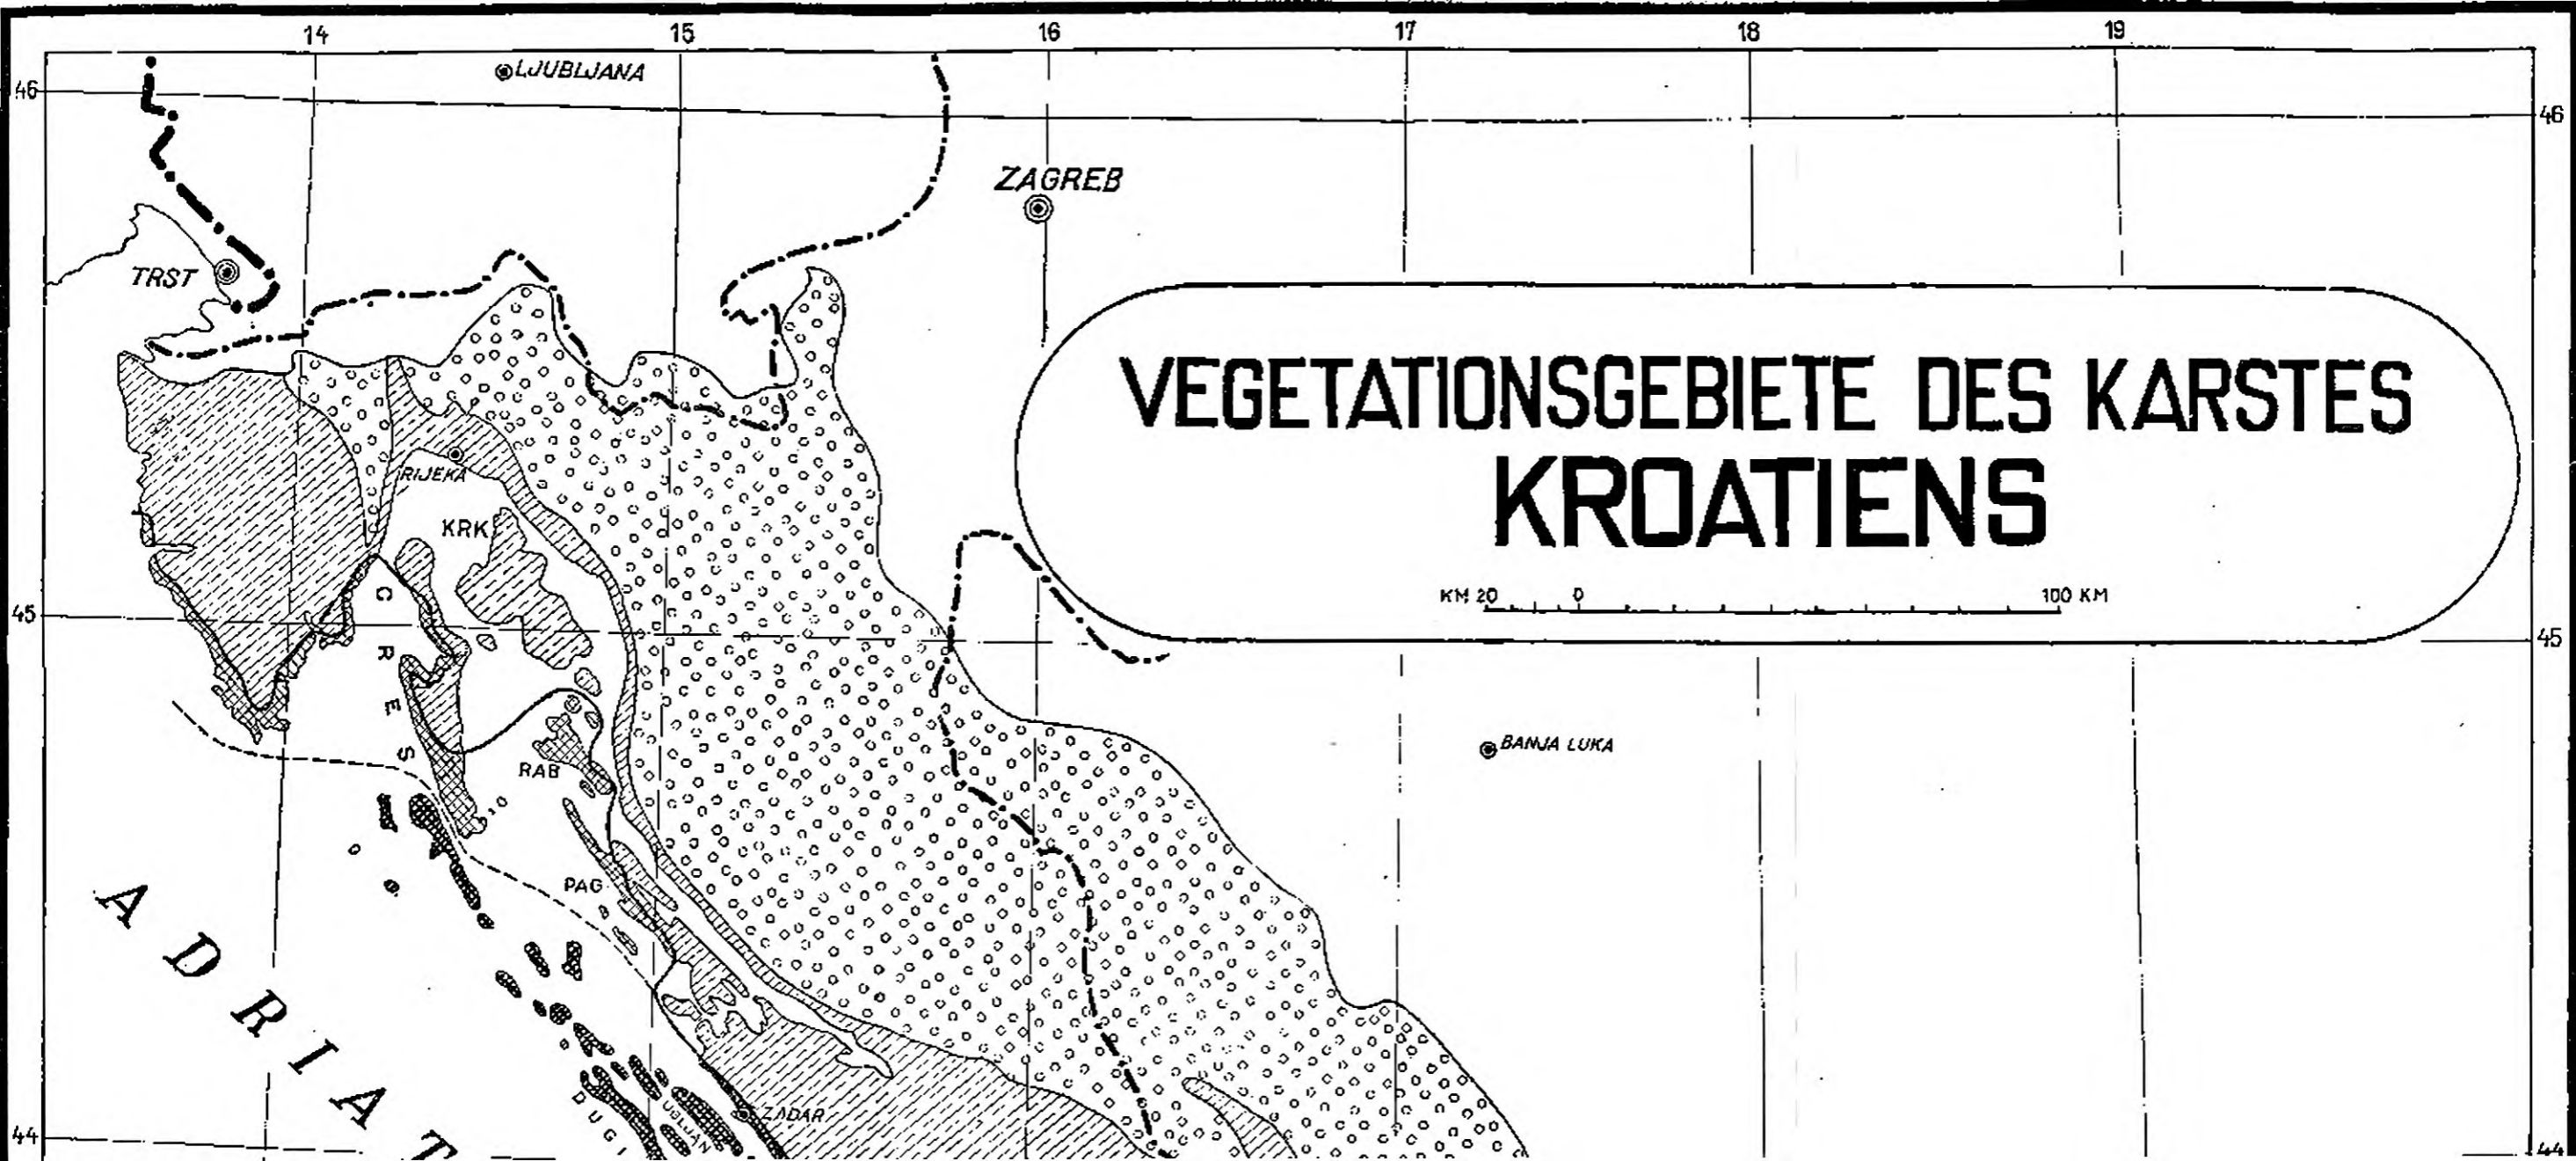 14 15 16 17 18 19
LJUBLJANA
46 46
ZAGREB
TRST
VEGETATIONSGEBIETE DES KARSTES
KROATIENS
RIJEKA
KRK
KM 20 0 100 KM
CRES
45 45
BANJA LUKA
RAB
PAG
ADRIAT
ZADAR
DUGI
UGLJAN
44 44